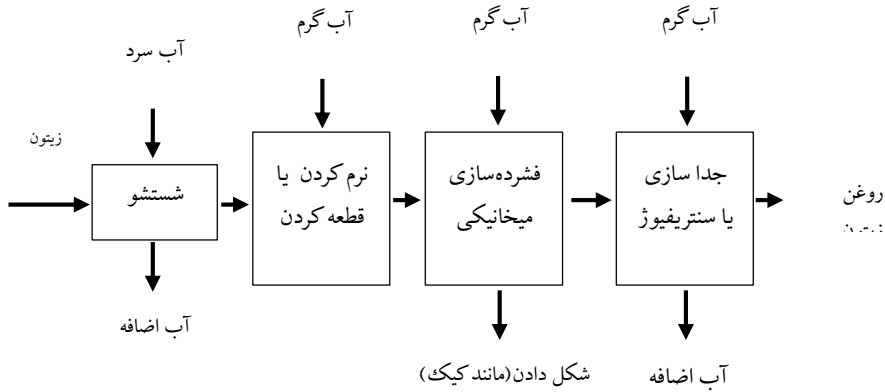 آب گرم
آب گرم
آب گرم
آب سرد
زیتون
شستشو
نرم کردن یا
قطعه کردن
فشرده‌سازی
میخانیکی
جدا سازی
یا سنتریفیوژ
روغن
آب اضافه
شکل دادن(مانند کیک)
آب اضافه